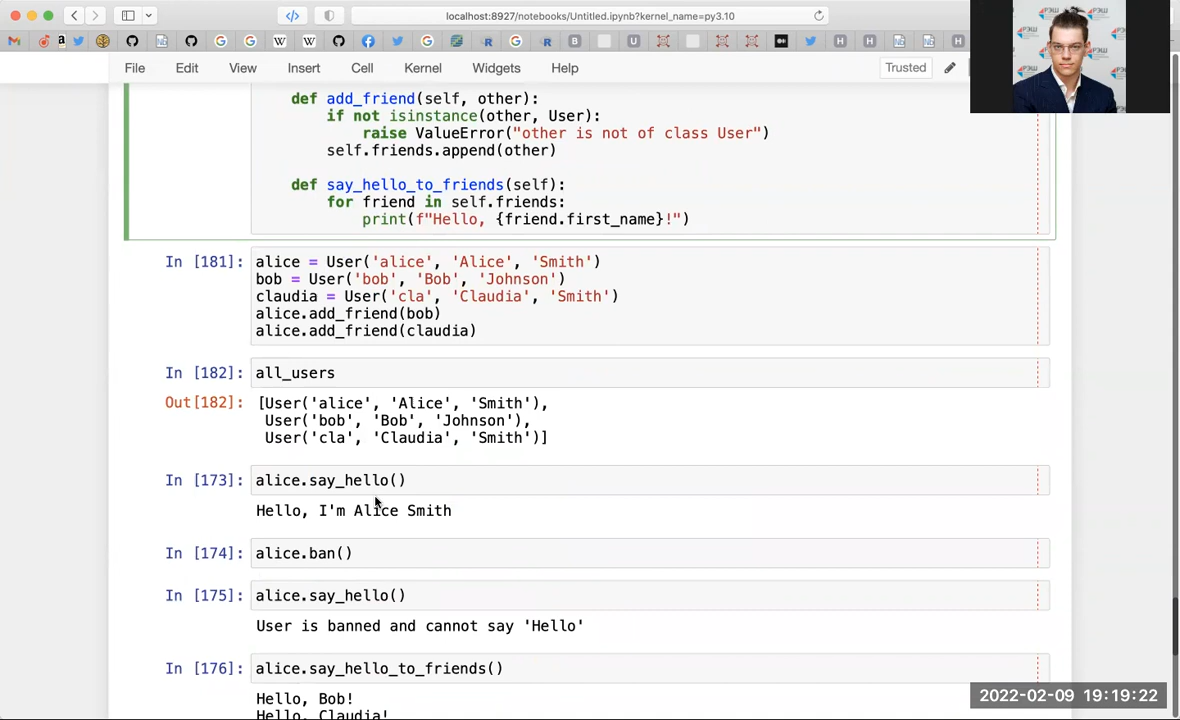 localhost:8927/notebooks/Untitled.ipynb?kernel_name=py3.10
File Edit View Insert Cell Kernel Widgets Help Trusted
def add_friend(self, other):
if not isinstance(other, User):
raise ValueError("other is not of class User")
self.friends.append(other)
def say_hello_to_friends(self):
for friend in self.friends:
print(f"Hello, {friend.first_name}!")
In [181]: alice = User('alice', 'Alice', 'Smith')
bob = User('bob', 'Bob', 'Johnson')
claudia = User('cla', 'Claudia', 'Smith')
alice.add_friend(bob)
alice.add_friend(claudia)
In [182]: all_users
Out[182]: [User('alice', 'Alice', 'Smith'),
User('bob', 'Bob', 'Johnson'),
User('cla', 'Claudia', 'Smith')]
In [173]: alice.say_hello()
Hello, I'm Alice Smith
In [174]: alice.ban()
In [175]: alice.say_hello()
User is banned and cannot say 'Hello'
In [176]: alice.say_hello_to_friends()
Hello, Bob!
Hello, Claudia!
2022-02-09 19:19:22